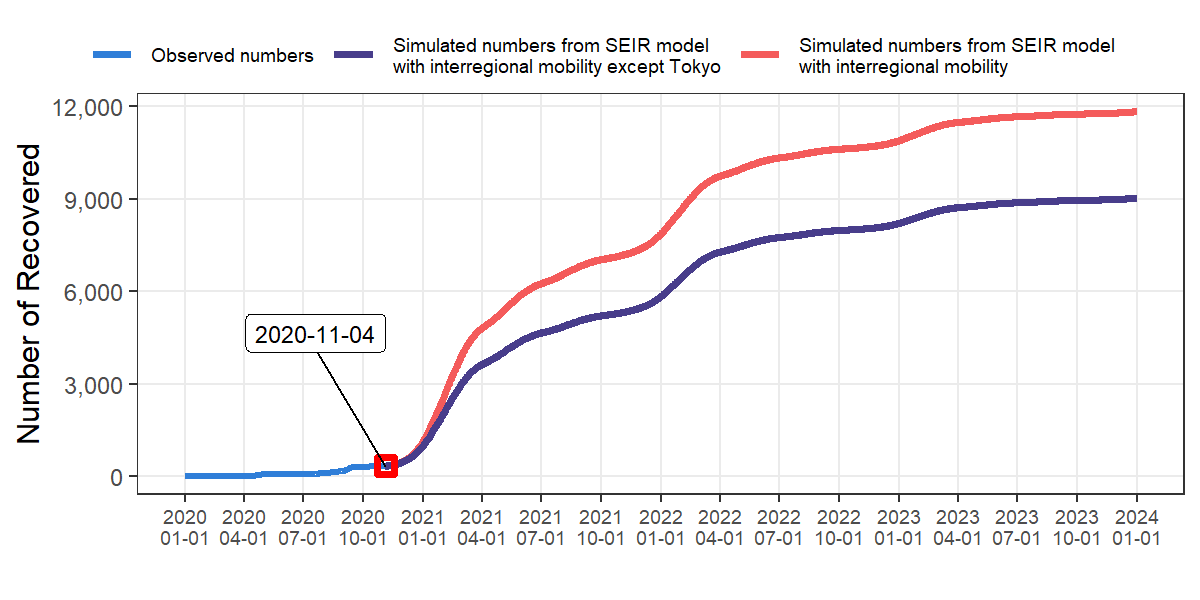 Observed numbers
Simulated numbers from SEIR model
with interregional mobility except Tokyo
Simulated numbers from SEIR model
with interregional mobility
Number of Recovered
12,000
9,000
6,000
3,000
0
2020-11-04
2020 2020 2020 2020 2021 2021 2021 2021 2022 2022 2022 2022 2023 2023 2023 2023 2024
01-01 04-01 07-01 10-01 01-01 04-01 07-01 10-01 01-01 04-01 07-01 10-01 01-01 04-01 07-01 10-01 01-01